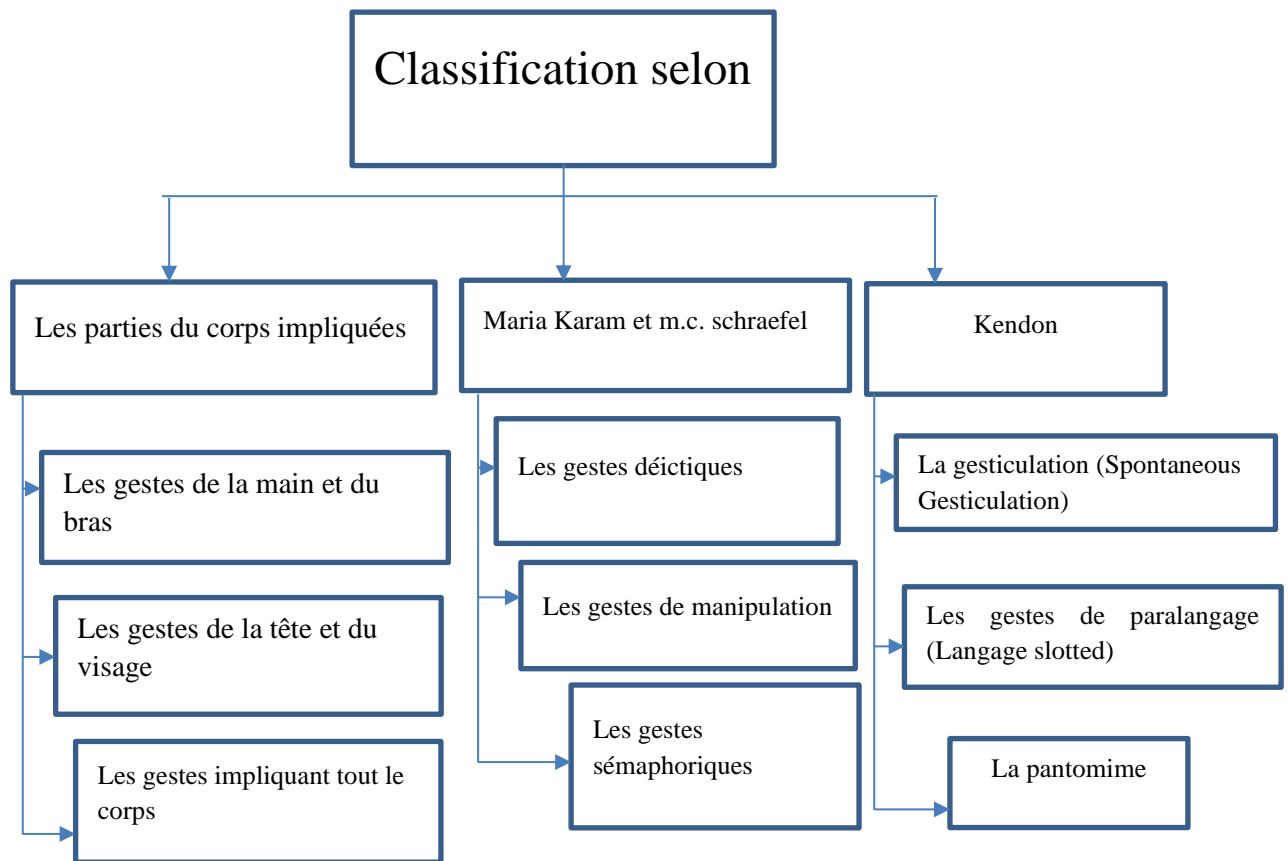 Classification selon
Les parties du corps impliquées
Maria Karam et m.c. schraefel
Kendon
Les gestes de la main et du
bras
Les gestes de la tête et du
visage
Les gestes impliquant tout le
corps
Les gestes déictiques
Les gestes de manipulation
Les gestes
sémaphoriques
La gesticulation (Spontaneous
Gesticulation)
Les gestes de paralangage
(Langage slotted)
La pantomime